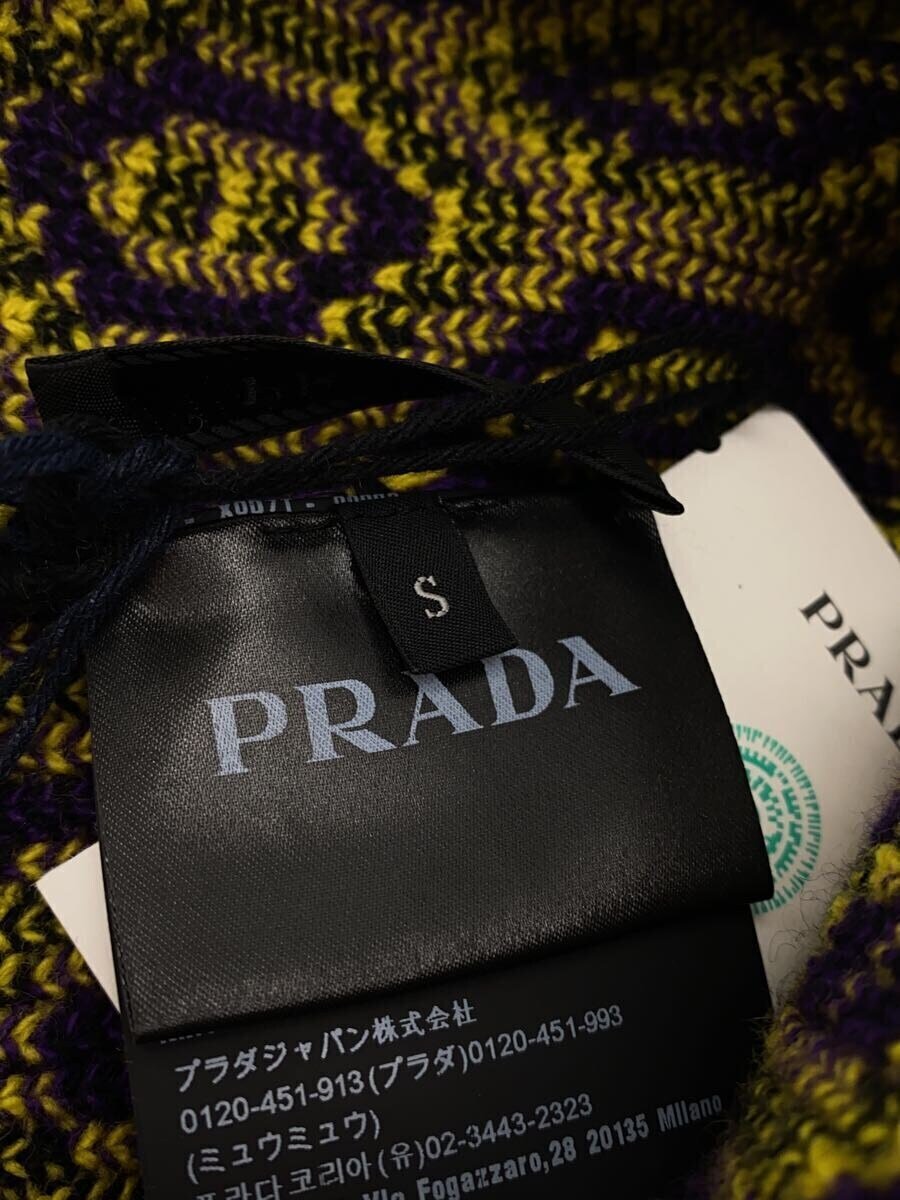 S
PRADA
PRA
プラダジャパン株式会社
0120-451-913(プラダ)0120-451-993
(ミュウミュウ)
프라다코리아(유)02-3443-2323
Via Fogazzaro,28 20135 Milano